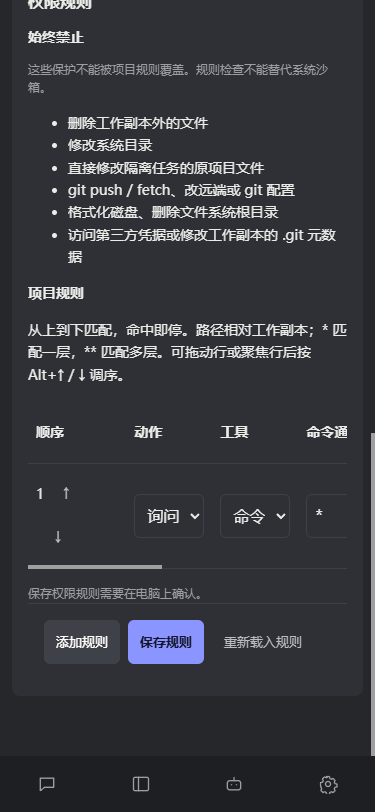 权限规则
始终禁止
这些保护不能被项目规则覆盖。规则检查不能替代系统沙
箱。
• 删除工作副本外的文件
• 修改系统目录
• 直接修改隔离任务的原项目文件
• git push / fetch、改远端或 git 配置
• 格式化磁盘、删除文件系统根目录
• 访问第三方凭据或修改工作副本的 .git 元数
据
项目规则
从上到下匹配，命中即停。路径相对工作副本；* 匹
配一层，** 匹配多层。可拖动行或聚焦行后按
Alt+↑/↓调序。
顺序 动作 工具 命令通
1 ↑ 询问 命令 *
↓
保存权限规则需要在电脑上确认。
添加规则 保存规则 重新载入规则